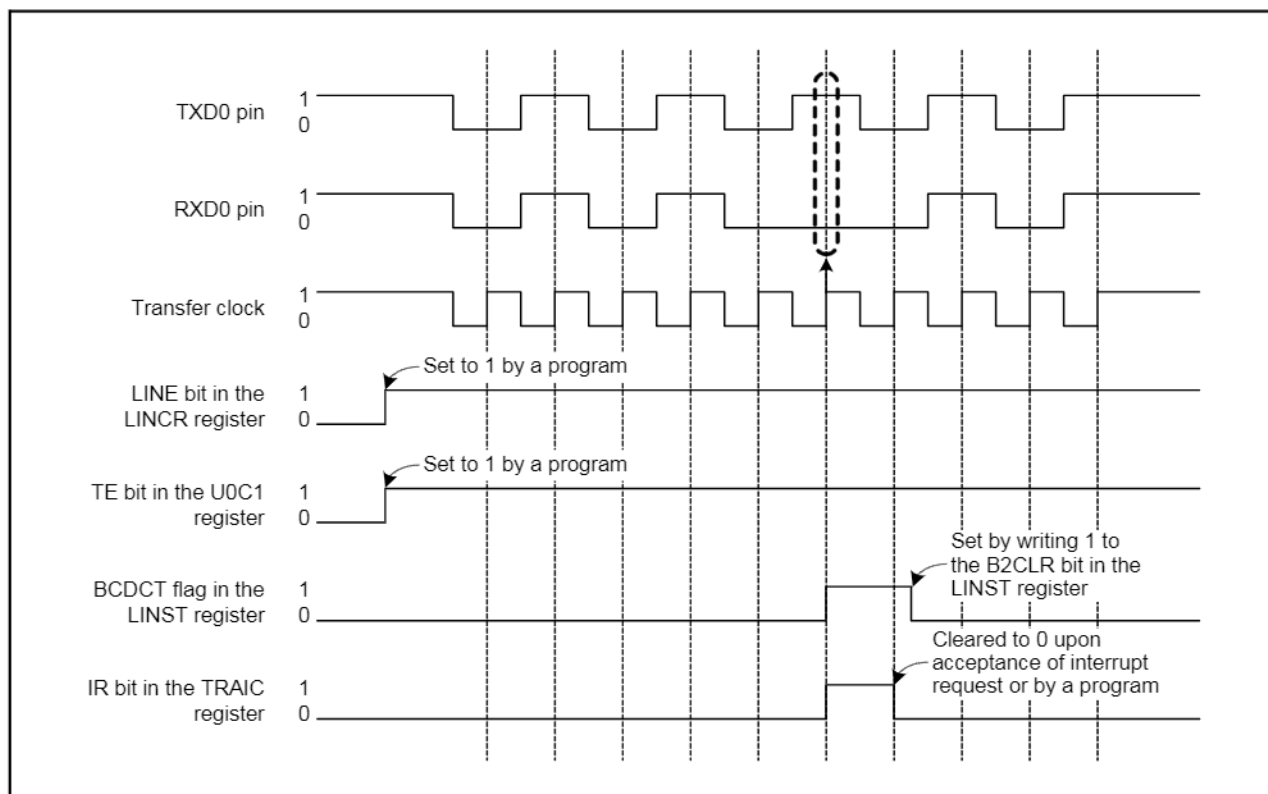 TXD0 pin
1
0
RXD0 pin
1
0
Transfer clock
1
0
Set to 1 by a program
LINE bit in the
LINCR register
1
0
Set to 1 by a program
TE bit in the U0C1
register
1
0
Set by writing 1 to
the B2CLR bit in the
LINST register
BCDCT flag in the
LINST register
1
0
Cleared to 0 upon
acceptance of interrupt
request or by a program
IR bit in the TRAIC
register
1
0